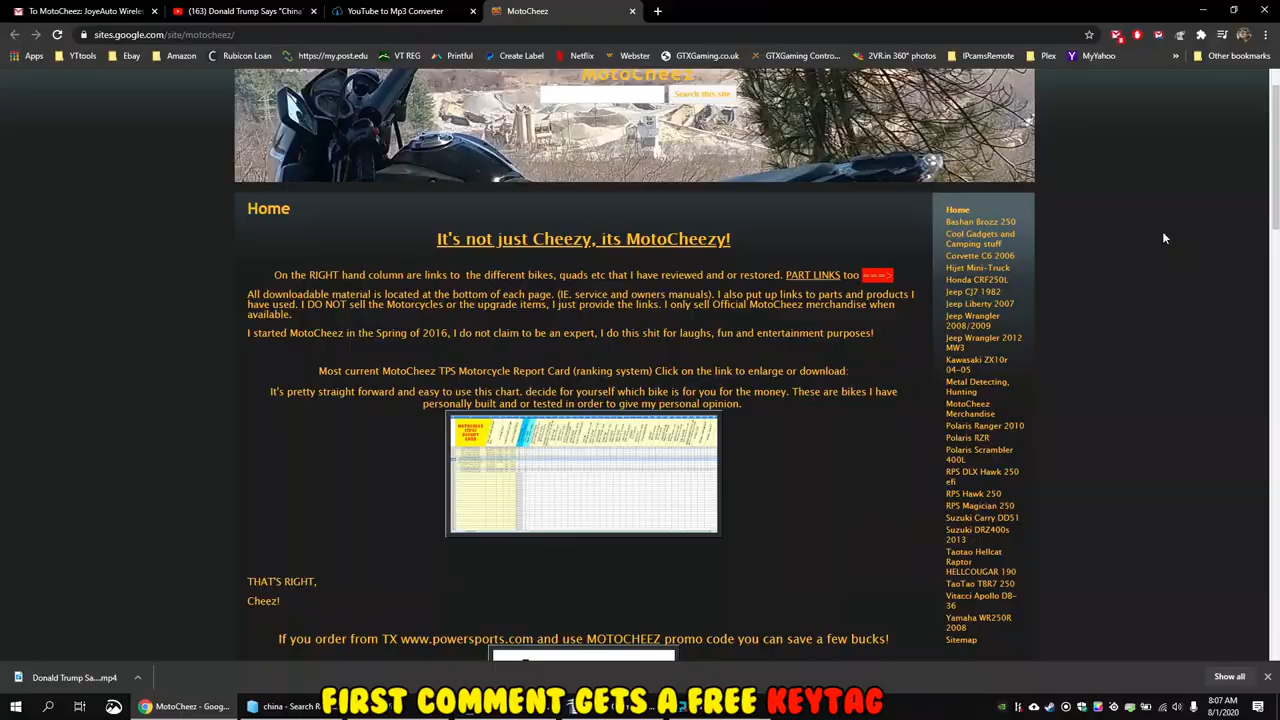 To MotoCheez: Donald Trump
(163) Donald Trump Says "China"
YouTube to Mp3 Converter
MotoCheez
sites.google.com/site/motocheez/
Apps
YTcom
Ebay
Amazon
Rubicon Loan
https://my.post.edu
VT REG
Printful
Create Label
Netflix
Webster
GTXGaming.co.uk
GTXGaming Contro...
2VR.in 360° photos
IPcamsRemote
Plex
MyYahoo
»
Other bookmarks
MotoCheez
Search this site
Home
It's not just Cheezy, its MotoCheezy!
On the RIGHT hand column are links to the different bikes, quads etc that I have reviewed and or restored. PART LINKS too ===>
All downloadable material is located at the bottom of each page. (IE. service and owners manuals). I also put up links to parts and products I
have used. I DO NOT sell the Motorcycles or the upgrade items, I just provide the links. I only sell Official MotoCheez merchandise when
available.
I started MotoCheez in the Spring of 2016, I do not claim to be an expert, I do this shit for laughs, fun and entertainment purposes!
Most current MotoCheez TPS Motorcycle Report Card (ranking system) Click on the link to enlarge or download:
It's pretty straight forward and easy to use this chart. decide for yourself which bike is for you for the money. These are bikes I have
personally built and or tested in order to give my personal opinion.
MOTOCHEEZ
REPORT
CARD
THAT'S RIGHT,
Cheez!
If you order from TX www.powersports.com and use MOTOCHEEZ promo code you can save a few bucks!
Home
Bashan Brozz 250
Cool Gadgets and
Camping stuff
Corvette C6 2006
Hijet Mini-Truck
Honda CRF250L
Jeep CJ7 1982
Jeep Liberty 2007
Jeep Wrangler
2008/2009
Jeep Wrangler 2012
MW3
Kawasaki ZX10r
04-05
Metal Detecting,
Hunting
MotoCheez
Merchandise
Polaris Ranger 2010
Polaris RZR
Polaris Scrambler
400L
RPS DLX Hawk 250
efi
RPS Hawk 250
RPS Magician 250
Suzuki Carry DD51
Suzuki DRZ400s
2013
Taotao Hellcat
Raptor
HELLCOUGAR 190
TaoTao TBR7 250
Vitacci Apollo DB-
36
Yamaha WR250R
2008
Sitemap
Donald Trump Sa....mp4
Show all
MotoCheez - Goog...
china - Search R
FIRST COMMENT GETS A FREE KEYTAG
8:07 AM
8/1/2020